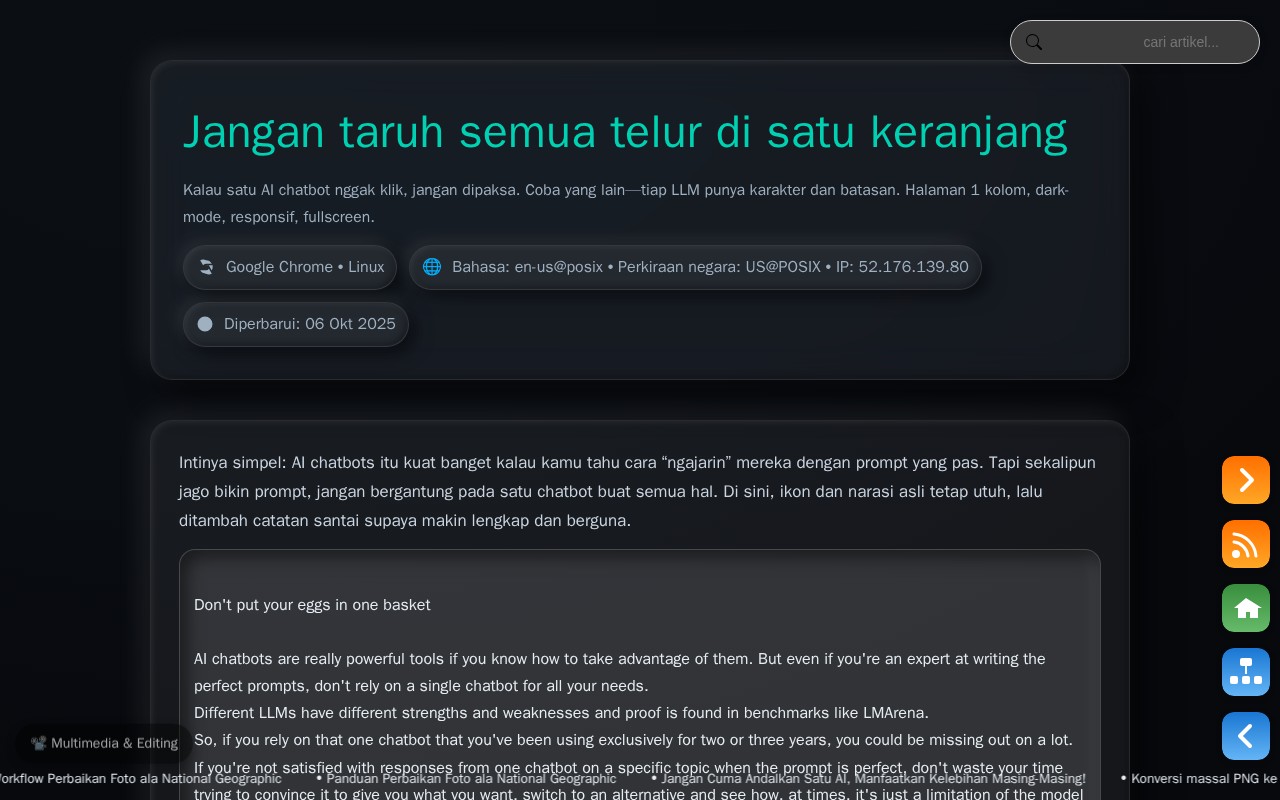 cari artikel...
Jangan taruh semua telur di satu keranjang
Kalau satu AI chatbot nggak klik, jangan dipaksa. Coba yang lain—tiap LLM punya karakter dan batasan. Halaman 1 kolom, dark-
mode, responsif, fullscreen.
Google Chrome • Linux
Bahasa: en-us@posix • Perkiraan negara: US@POSIX • IP: 52.176.139.80
Diperbarui: 06 Okt 2025
Intinya simpel: AI chatbots itu kuat banget kalau kamu tahu cara “ngajarin” mereka dengan prompt yang pas. Tapi sekalipun
jago bikin prompt, jangan bergantung pada satu chatbot buat semua hal. Di sini, ikon dan narasi asli tetap utuh, lalu
ditambah catatan santai supaya makin lengkap dan berguna.
Don't put your eggs in one basket
AI chatbots are really powerful tools if you know how to take advantage of them. But even if you're an expert at writing the
perfect prompts, don't rely on a single chatbot for all your needs.
Different LLMs have different strengths and weaknesses and proof is found in benchmarks like LMArena.
So, if you rely on that one chatbot that you've been using exclusively for two or three years, you could be missing out on a lot.
If you're not satisfied with responses from one chatbot on a specific topic when the prompt is perfect, don't waste your time
trying to convince it to give you what you want, switch to an alternative and see how, at times, it's just a limitation of the model
Multimedia & Editing
orkflow Perbaikan Foto ala National Geographic • Panduan Perbaikan Foto ala National Geographic • Jangan Cuma Andalkan Satu AI, Manfaatkan Kelebihan Masing-Masing! • Konversi massal PNG ke